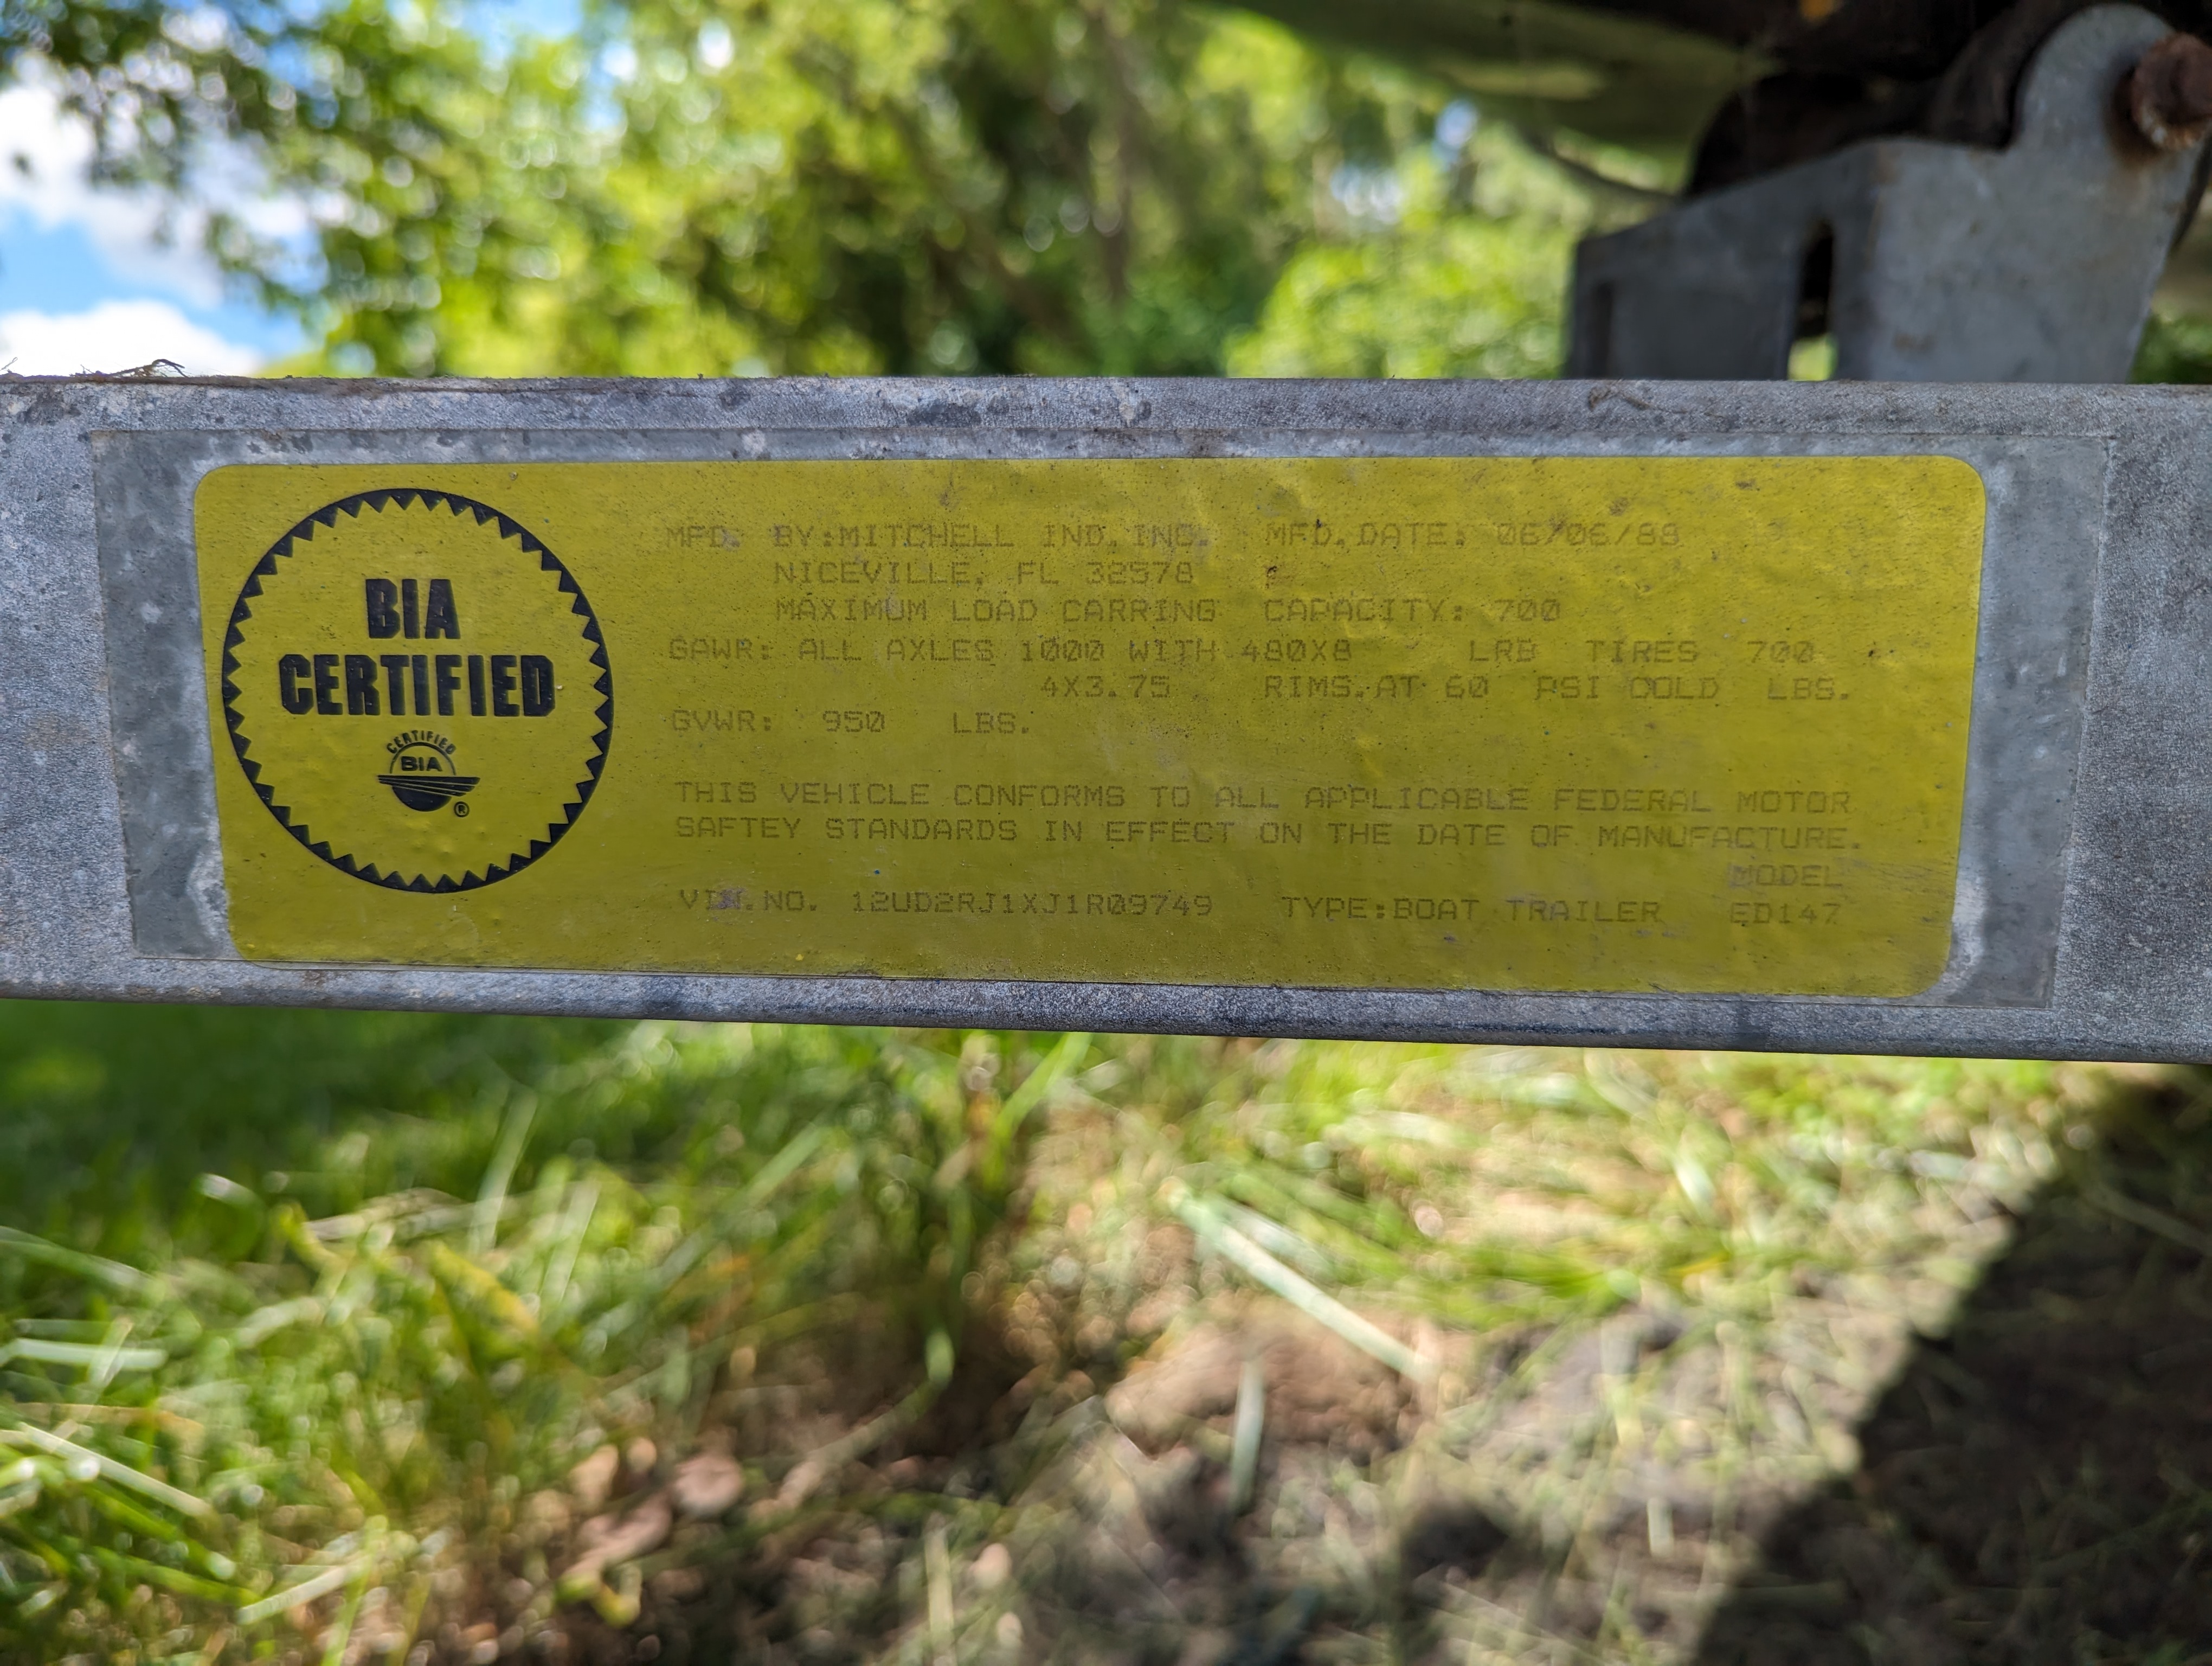 BIA
CERTIFIED
CERTIFIED
BIA
®
MFD. BY:MITCHELL IND.INC. MFD.DATE: 06/06/88
NICEVILLE, FL 32578
MAXIMUM LOAD CARRING CAPACITY: 700
GAWR: ALL AXLES 1000 WITH 480X8 LRB TIRES 700
4X3.75 RIMS.AT 60 PSI COLD LBS.
GVWR: 950 LBS.
THIS VEHICLE CONFORMS TO ALL APPLICABLE FEDERAL MOTOR
SAFTEY STANDARDS IN EFFECT ON THE DATE OF MANUFACTURE.
MODEL
VIN.NO. 12UD2RJ1XJ1R09749 TYPE:BOAT TRAILER ED147